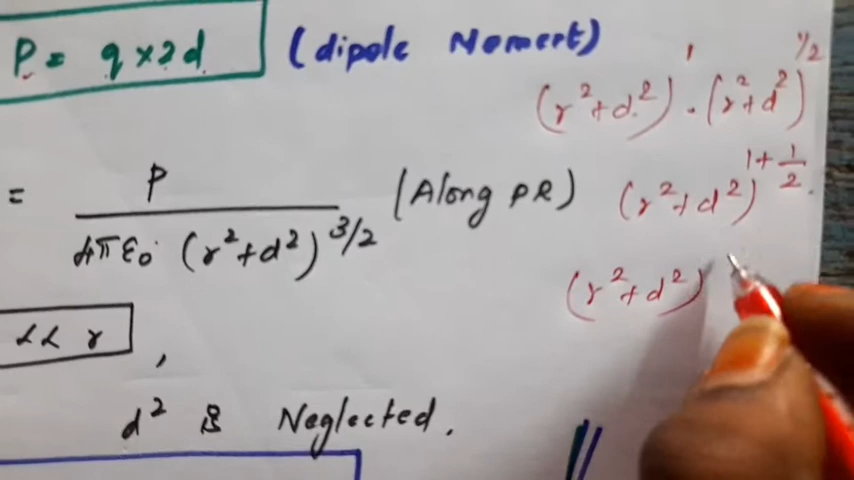 P = q × 2d (dipole Noment)
(r² + d²)¹ . (r² + d²)^1/2
= P / 4πε₀ (r² + d²)^3/2 (Along PR)
(r² + d²)^1 + 1/2 .
(r² + d²)
<< r ,
d² is Neglected .